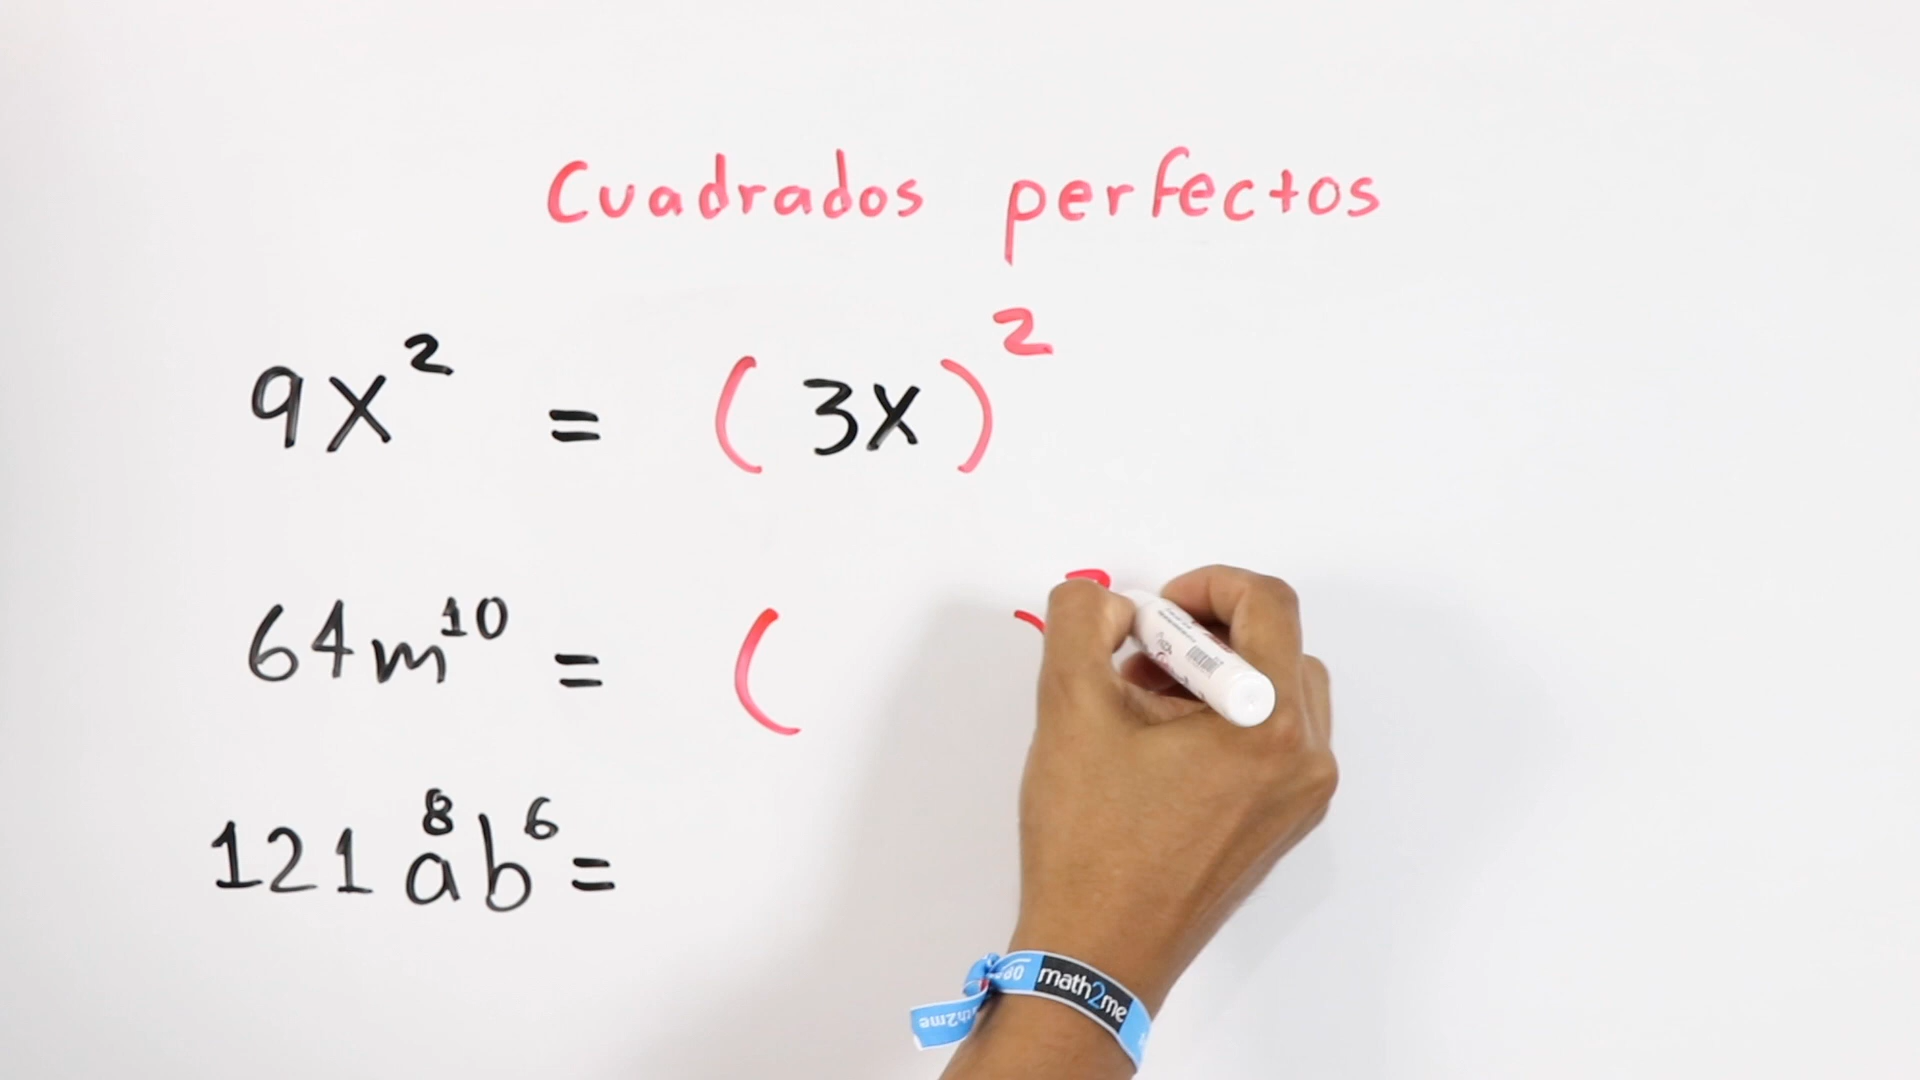 Cuadrados perfectos
9x² = (3x)²
64m¹⁰ = ( )
121a⁸b⁶ =
math2me